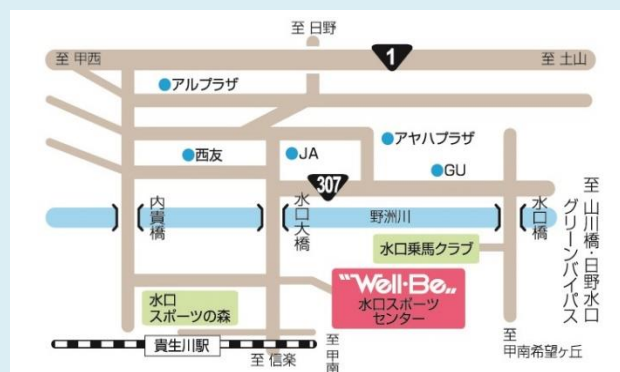 至 日野
至 甲西
1
至 土山
アルプラザ
西友
JA
アヤハプラザ
GU
307
内貴橋
水口大橋
野洲川
水口橋
至 山川橋・日野水口
グリーンバイパス
水口乗馬クラブ
水口
スポーツの森
"Well・Be"
水口スポーツ
センター
貴生川駅
至 信楽
至 甲南
至
甲南希望ヶ丘